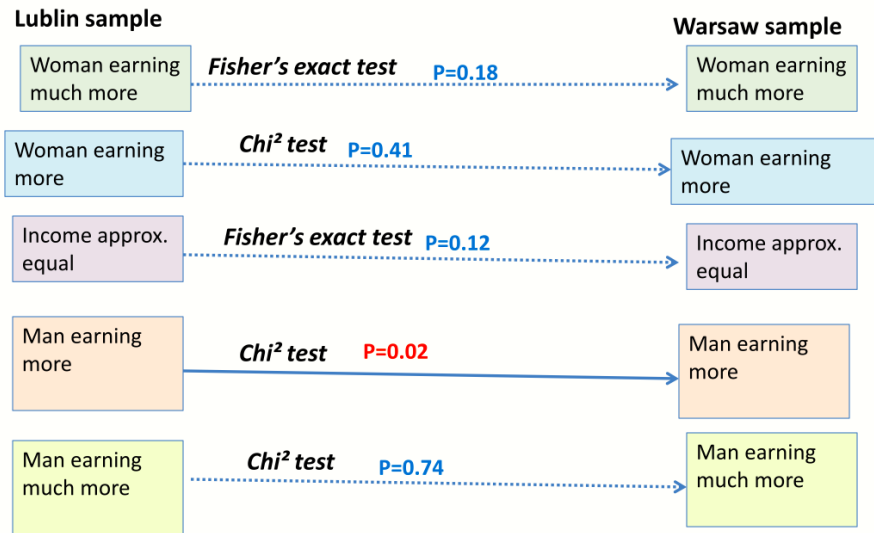 Lublin sample
Warsaw sample
Woman earning
much more
Fisher's exact test P=0.18
Woman earning
much more
Woman earning
more
Chi² test P=0.41
Woman earning
more
Income approx.
equal
Fisher's exact test P=0.12
Income approx.
equal
Man earning
more
Chi² test P=0.02
Man earning
more
Man earning
much more
Chi² test P=0.74
Man earning
much more